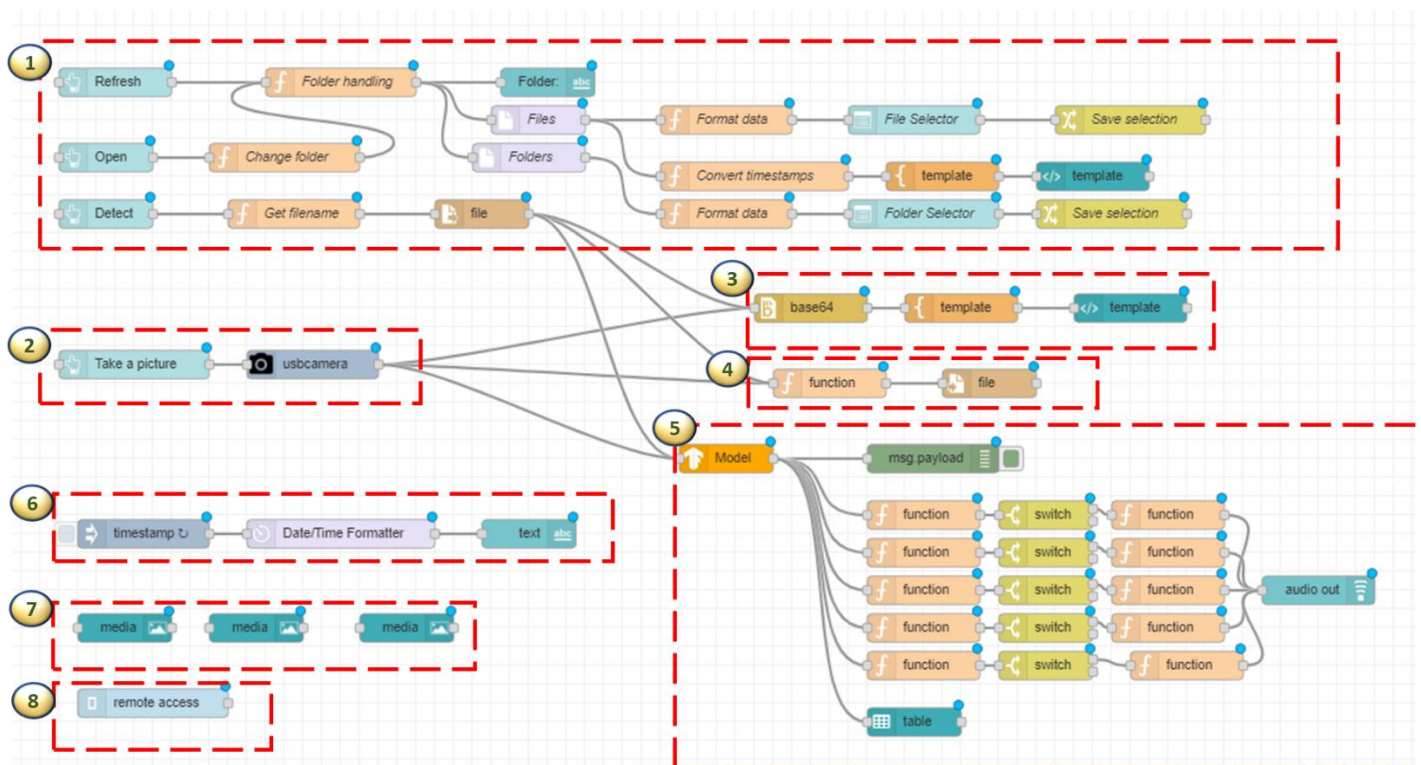 1
Refresh
Folder handling
Folder: abc
Files
Format data
File Selector
Save selection
Open
Change folder
Folders
Convert timestamps
template
template
Detect
Get filename
file
Format data
Folder Selector
Save selection
3
base64
template
template
2
Take a picture
usbcamera
4
function
file
5
Model
msg.payload
6
timestamp ↻
Date/Time Formatter
text abc
function
switch
function
function
switch
function
function
switch
function
audio out
7
media
media
media
function
switch
function
function
switch
function
8
remote access
table